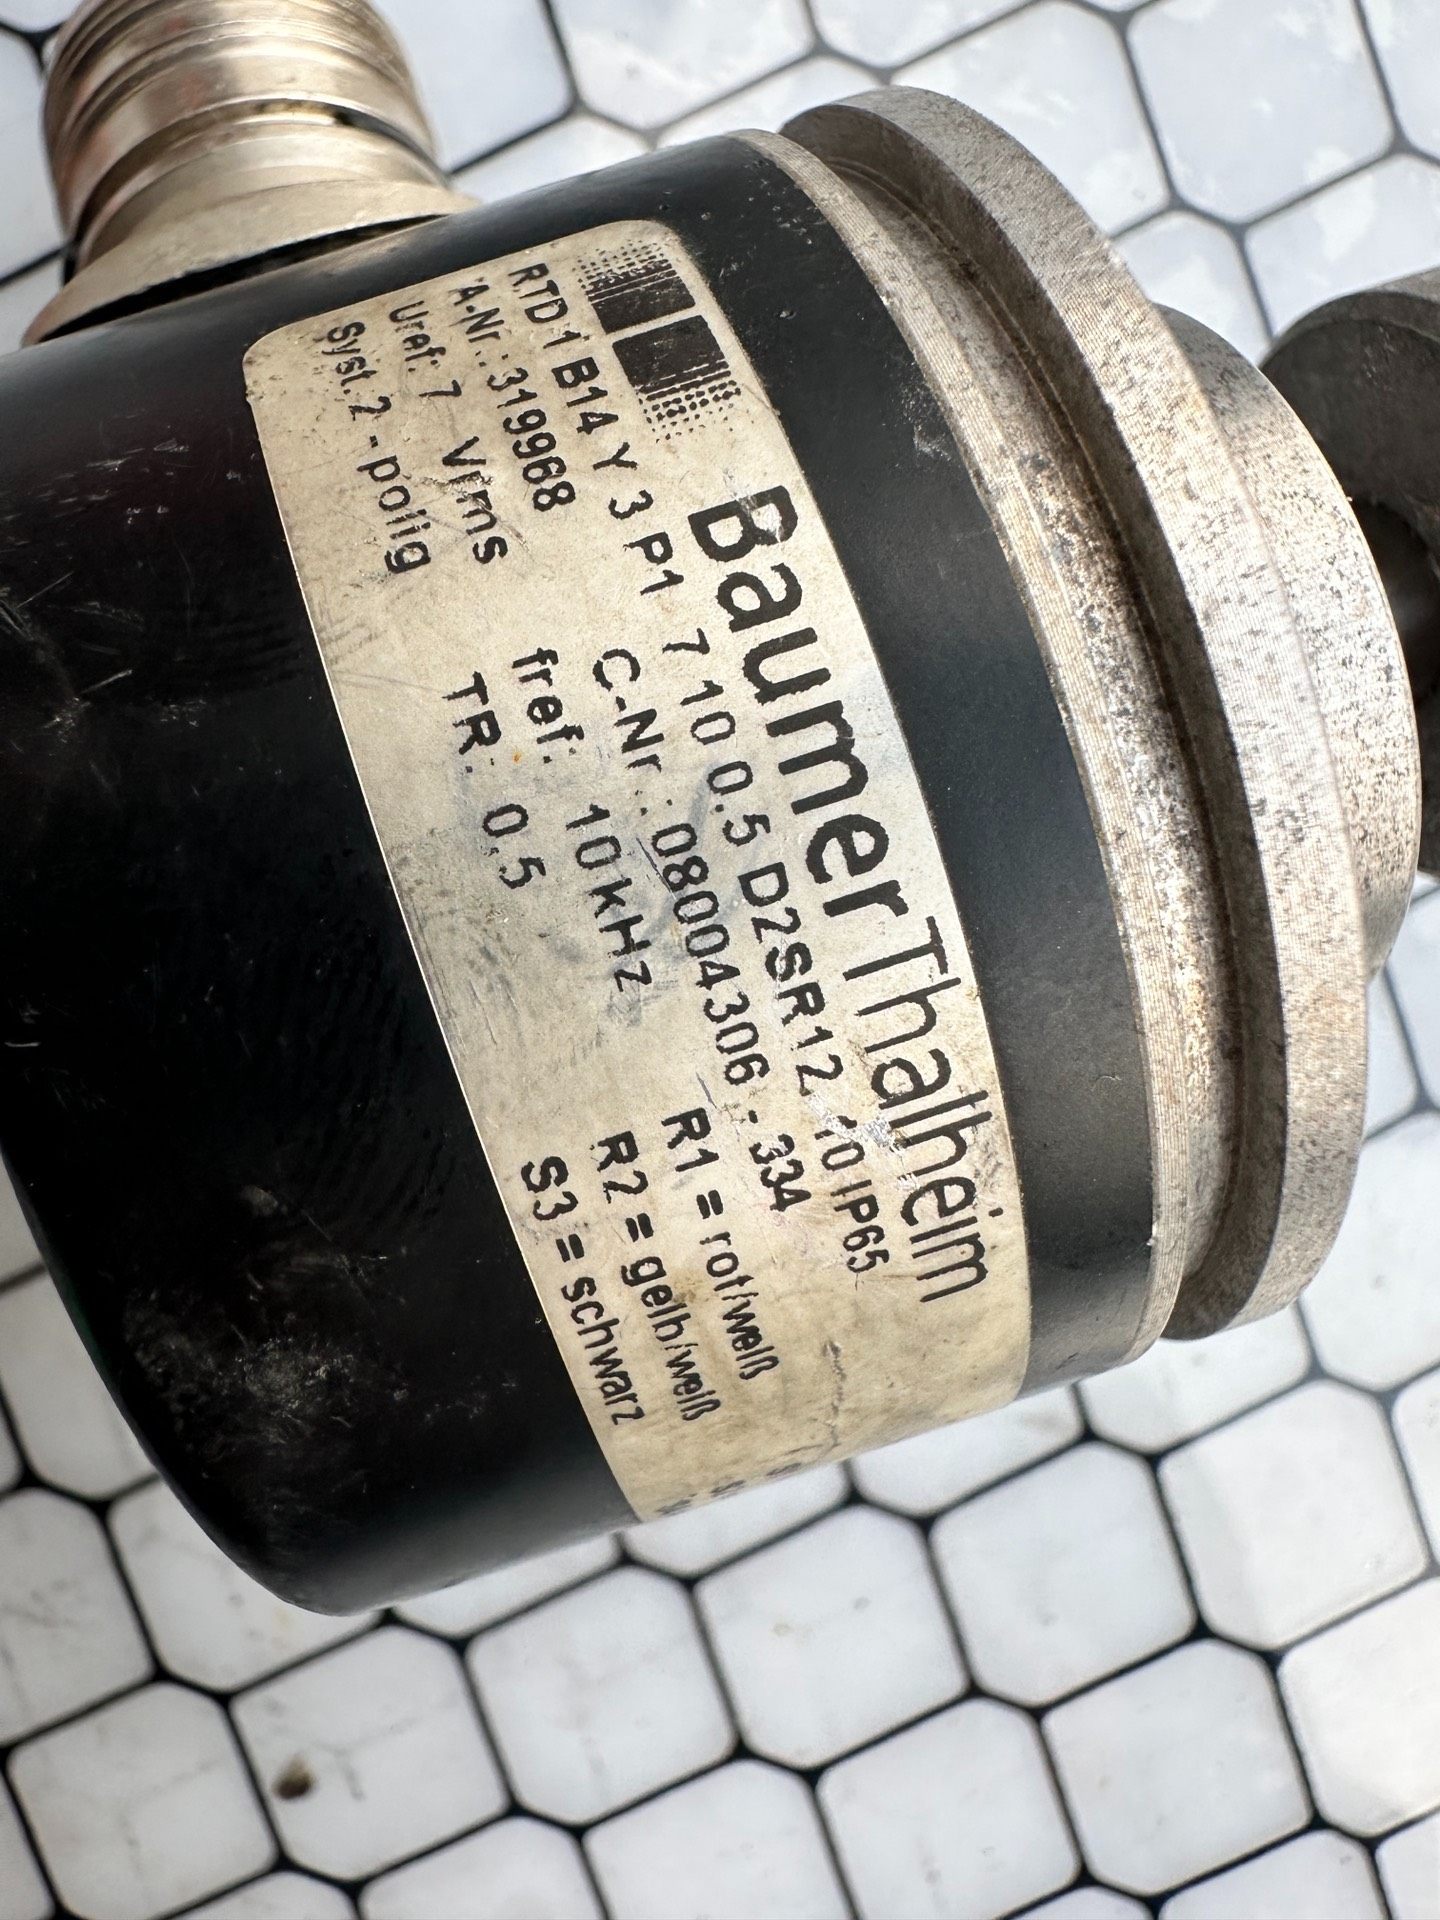 Baumer Thalheim
RTD 1 B14 Y 3 P1 7 10 0.5 D2SR12 10 IP65
A-Nr.: 319968 C-Nr.: 08004306 - 334
Uref: 7 Vrms fref: 10 kHz R1 = rot/weiß
Syst. 2 - polig TR: 0,5 R2 = gelb/weiß
S3 = schwarz